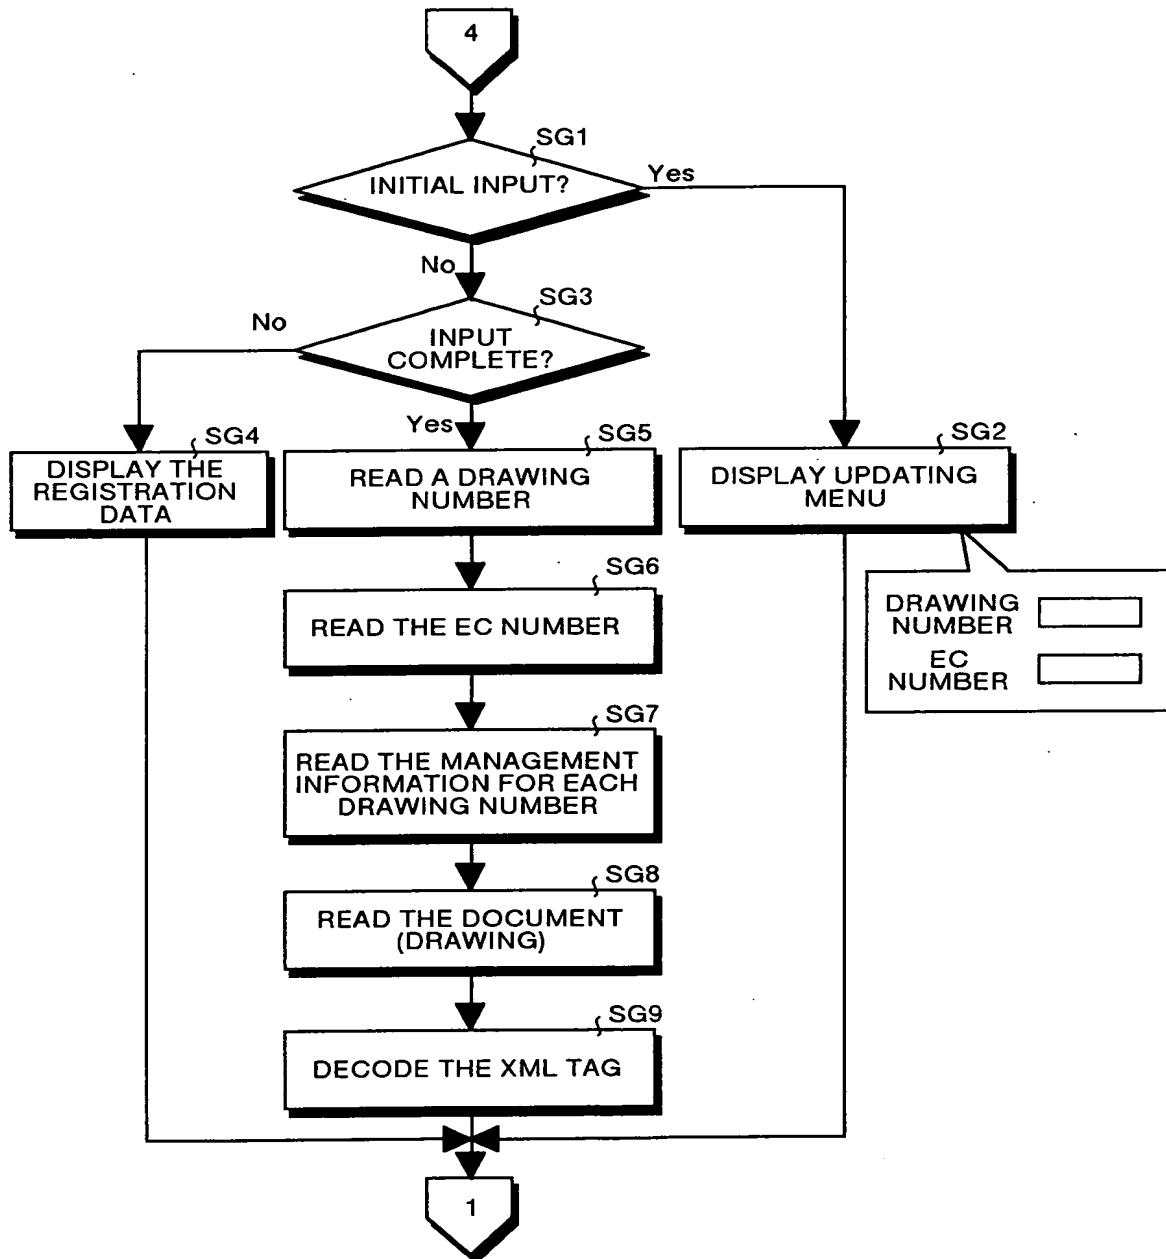 4
SG1
INITIAL INPUT?
Yes
No
SG3
No
INPUT
COMPLETE?
Yes
SG4
DISPLAY THE
REGISTRATION
DATA
SG5
READ A DRAWING
NUMBER
SG2
DISPLAY UPDATING
MENU
SG6
READ THE EC NUMBER
DRAWING
NUMBER
EC
NUMBER
SG7
READ THE MANAGEMENT
INFORMATION FOR EACH
DRAWING NUMBER
SG8
READ THE DOCUMENT
(DRAWING)
SG9
DECODE THE XML TAG
1